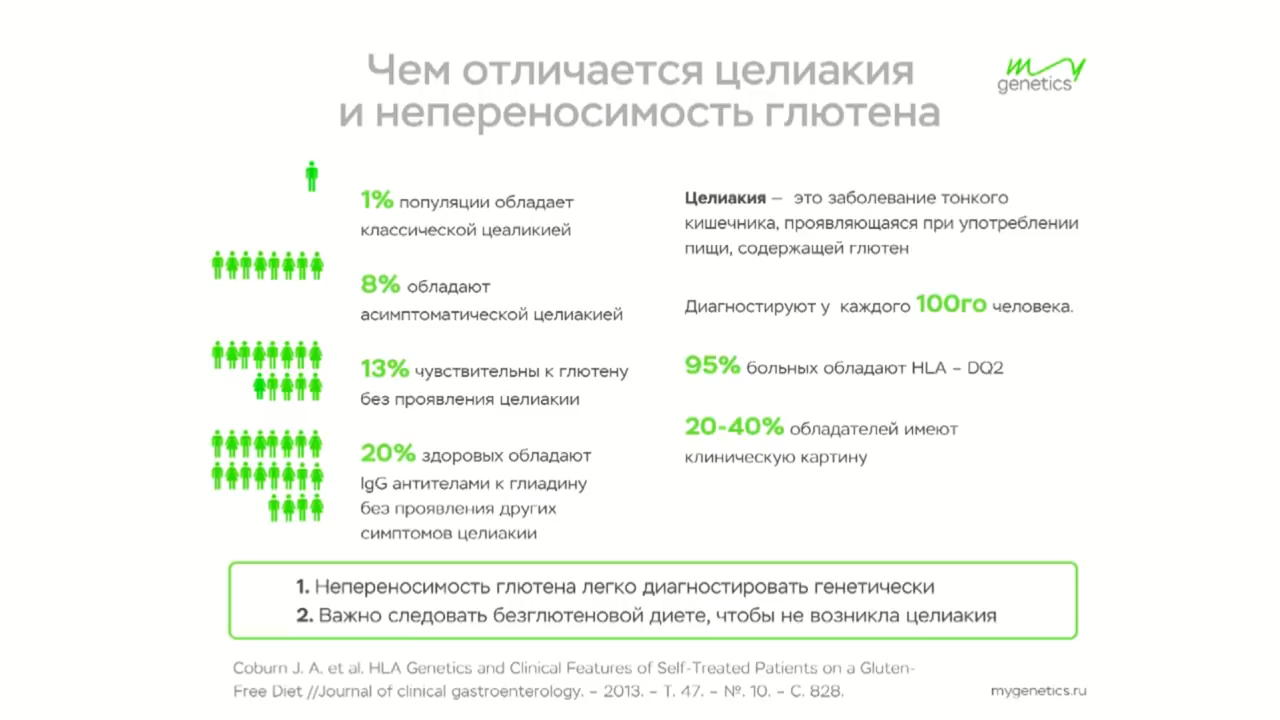 Чем отличается целиакия
и непереносимость глютена
my
genetics
1% популяции обладает
классической цеаликией
8% обладают
асимптоматической целиакией
13% чувствительны к глютену
без проявления целиакии
20% здоровых обладают
IgG антителами к глиадину
без проявления других
симптомов целиакии
Целиакия – это заболевание тонкого
кишечника, проявляющаяся при употреблении
пищи, содержащей глютен
Диагностируют у каждого 100го человека.
95% больных обладают HLA – DQ2
20-40% обладателей имеют
клиническую картину
1. Непереносимость глютена легко диагностировать генетически
2. Важно следовать безглютеновой диете, чтобы не возникла целиакия
Coburn J. A. et al. HLA Genetics and Clinical Features of Self-Treated Patients on a Gluten-
Free Diet //Journal of clinical gastroenterology. – 2013. – Т. 47. – №. 10. – С. 828.
mygenetics.ru